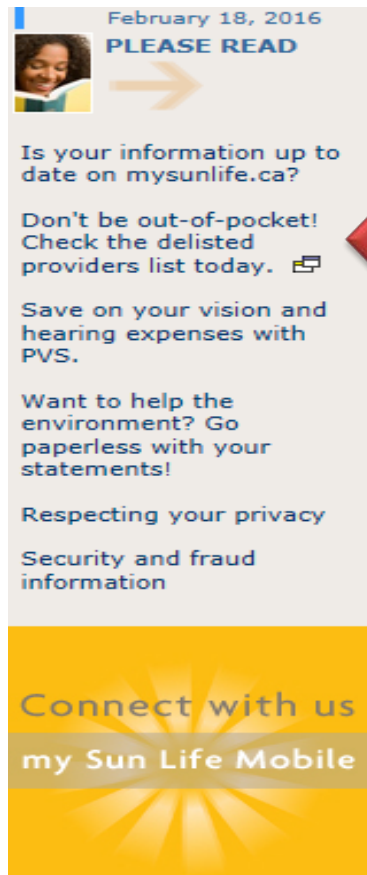 February 18, 2016
PLEASE READ
Is your information up to
date on mysunlife.ca?
Don't be out-of-pocket!
Check the delisted
providers list today.
Save on your vision and
hearing expenses with
PVS.
Want to help the
environment? Go
paperless with your
statements!
Respecting your privacy
Security and fraud
information
Connect with us
my Sun Life Mobile